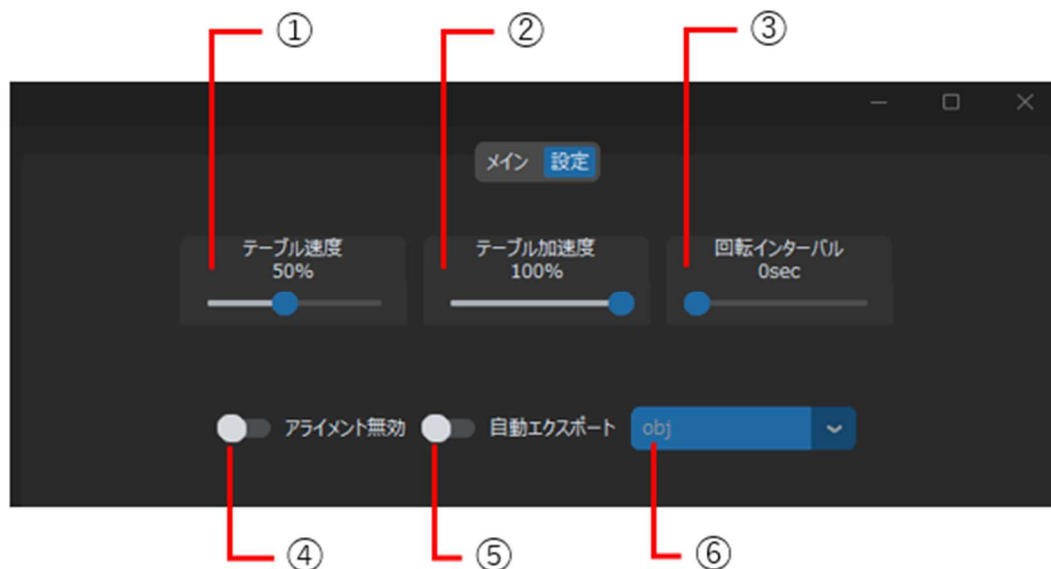 ① ② ③
メイン 設定
テーブル速度
50%
テーブル加速度
100%
回転インターバル
0sec
アライメント無効 自動エクスポート obj
④ ⑤ ⑥